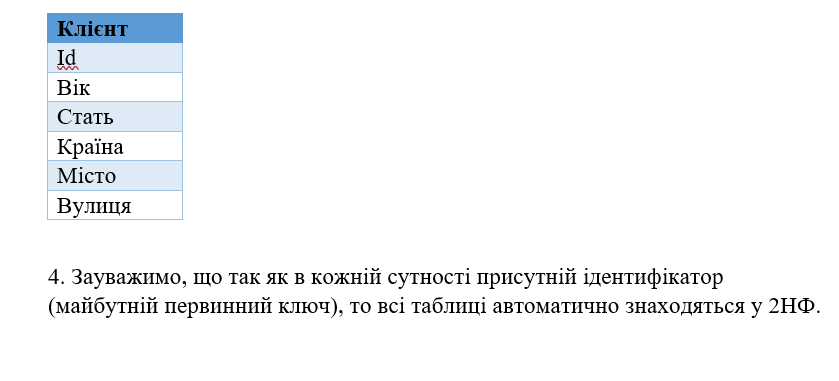 Клієнт
Id
Вік
Стать
Країна
Місто
Вулиця
4. Зауважимо, що так як в кожній сутності присутній ідентифікатор
(майбутній первинний ключ), то всі таблиці автоматично знаходяться у 2НФ.